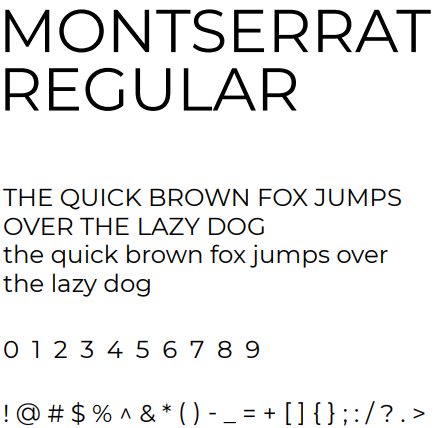 MONTSERRAT
REGULAR
THE QUICK BROWN FOX JUMPS
OVER THE LAZY DOG
the quick brown fox jumps over
the lazy dog
0 1 2 3 4 5 6 7 8 9
! @ # $ % ^ & * ( ) - _ = + [ ] { } ; : / ? . >